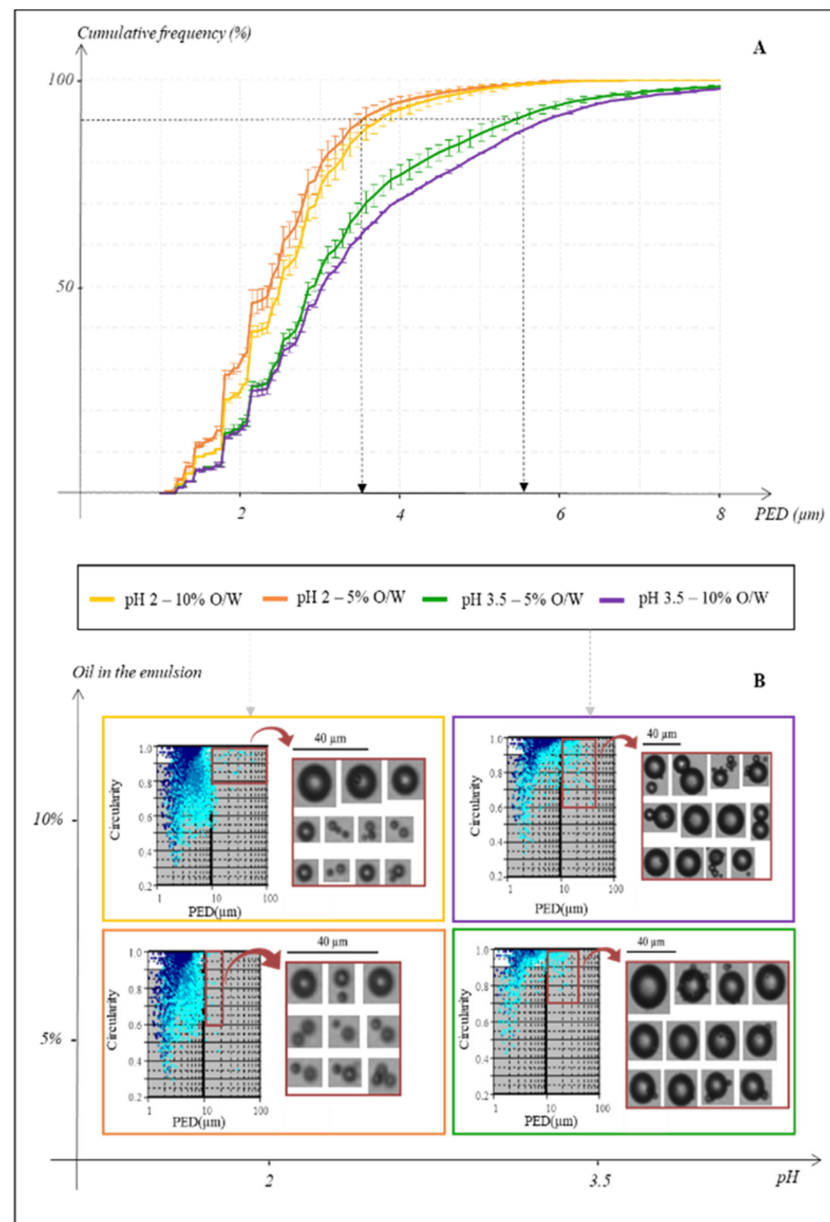 Cumulative frequency (%)
A
100
50
2
4
6
8
PED (µm)
pH 2 – 10% O/W
pH 2 – 5% O/W
pH 3.5 – 5% O/W
pH 3.5 – 10% O/W
Oil in the emulsion
B
10%
1.0
0.8
0.6
0.4
0.2
Circularity
1
10
100
PED(µm)
40 µm
1.0
0.8
0.6
0.4
0.2
Circularity
1
10
100
PED(µm)
40 µm
5%
1.0
0.8
0.6
0.4
0.2
Circularity
1
10
100
PED(µm)
40 µm
1.0
0.8
0.6
0.4
0.2
Circularity
1
10
100
PED(µm)
40 µm
2
3.5
pH